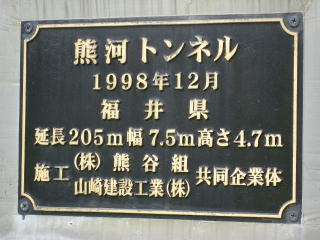 熊河トンネル
1998年12月
福井県
延長205m幅7.5m高さ4.7m
施工 (株)熊谷組 共同企業体
山崎建設工業(株)